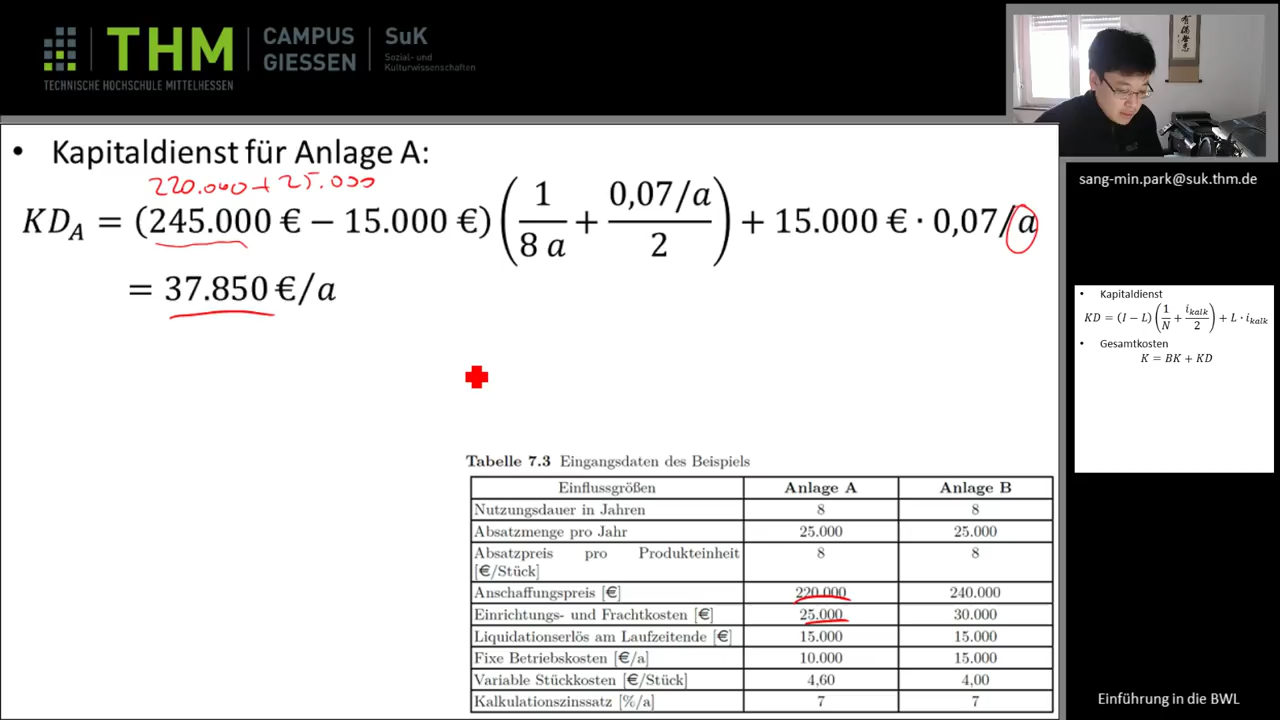 THM
TECHNISCHE HOCHSCHULE MITTELHESSEN
CAMPUS
GIESSEN
SuK
Sozial- und
Kulturwissenschaften
• Kapitaldienst für Anlage A:
220.000 + 25.000
KD_A = (245.000 € − 15.000 €) (1/(8 a) + (0,07/a)/2) + 15.000 € · 0,07/a
= 37.850 €/a
Tabelle 7.3 Eingangsdaten des Beispiels
Einflussgrößen Anlage A Anlage B
Nutzungsdauer in Jahren 8 8
Absatzmenge pro Jahr 25.000 25.000
Absatzpreis pro Produkteinheit 8 8
[€/Stück]
Anschaffungspreis [€] 220.000 240.000
Einrichtungs- und Frachtkosten [€] 25.000 30.000
Liquidationserlös am Laufzeitende [€] 15.000 15.000
Fixe Betriebskosten [€/a] 10.000 15.000
Variable Stückkosten [€/Stück] 4,60 4,00
Kalkulationszinssatz [%/a] 7 7
sang-min.park@suk.thm.de
• Kapitaldienst
KD = (I − L) (1/N + i_kalk/2) + L · i_kalk
• Gesamtkosten
K = BK + KD
Einführung in die BWL